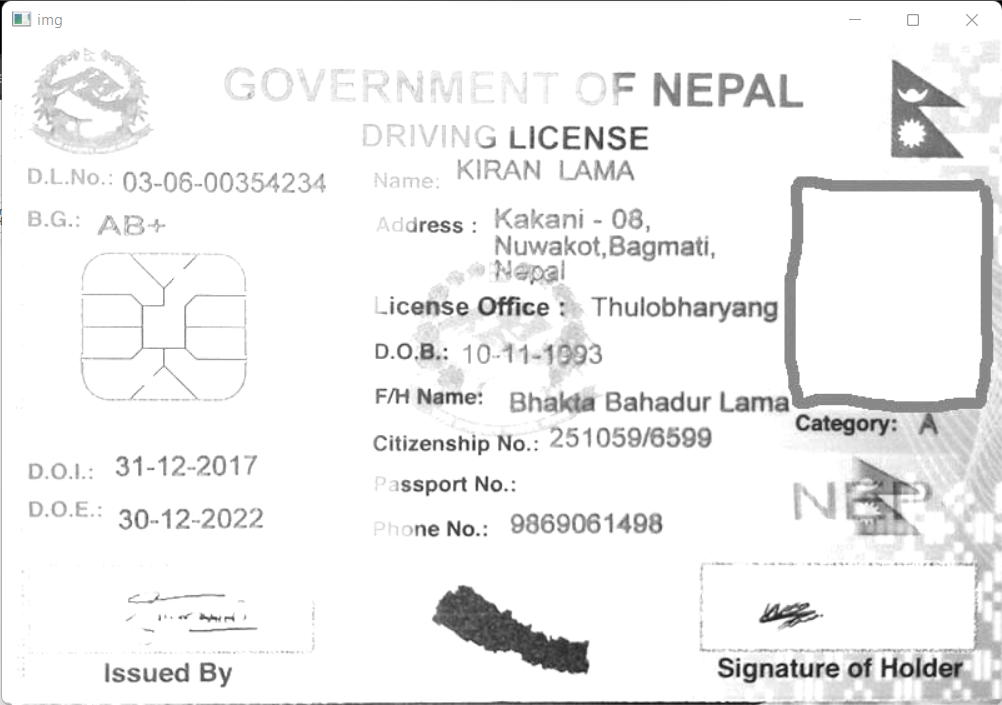 img
GOVERNMENT OF NEPAL
DRIVING LICENSE
D.L.No.: 03-06-00354234
Name: KIRAN LAMA
B.G.: AB+
Address : Kakani - 08,
Nuwakot,Bagmati,
Nepal
License Office : Thulobharyang
D.O.B.: 10-11-1993
F/H Name: Bhakta Bahadur Lama
Category: A
Citizenship No.: 251059/6599
D.O.I.: 31-12-2017
Passport No.:
NEP
D.O.E.: 30-12-2022
Phone No.: 9869061498
Issued By
Signature of Holder